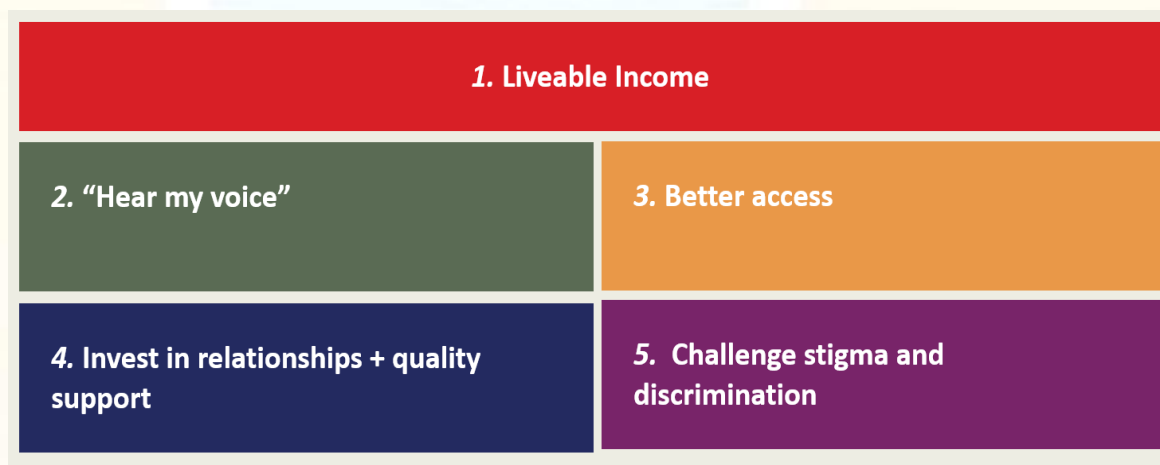 1. Liveable Income
2. “Hear my voice”
3. Better access
4. Invest in relationships + quality
support
5. Challenge stigma and
discrimination